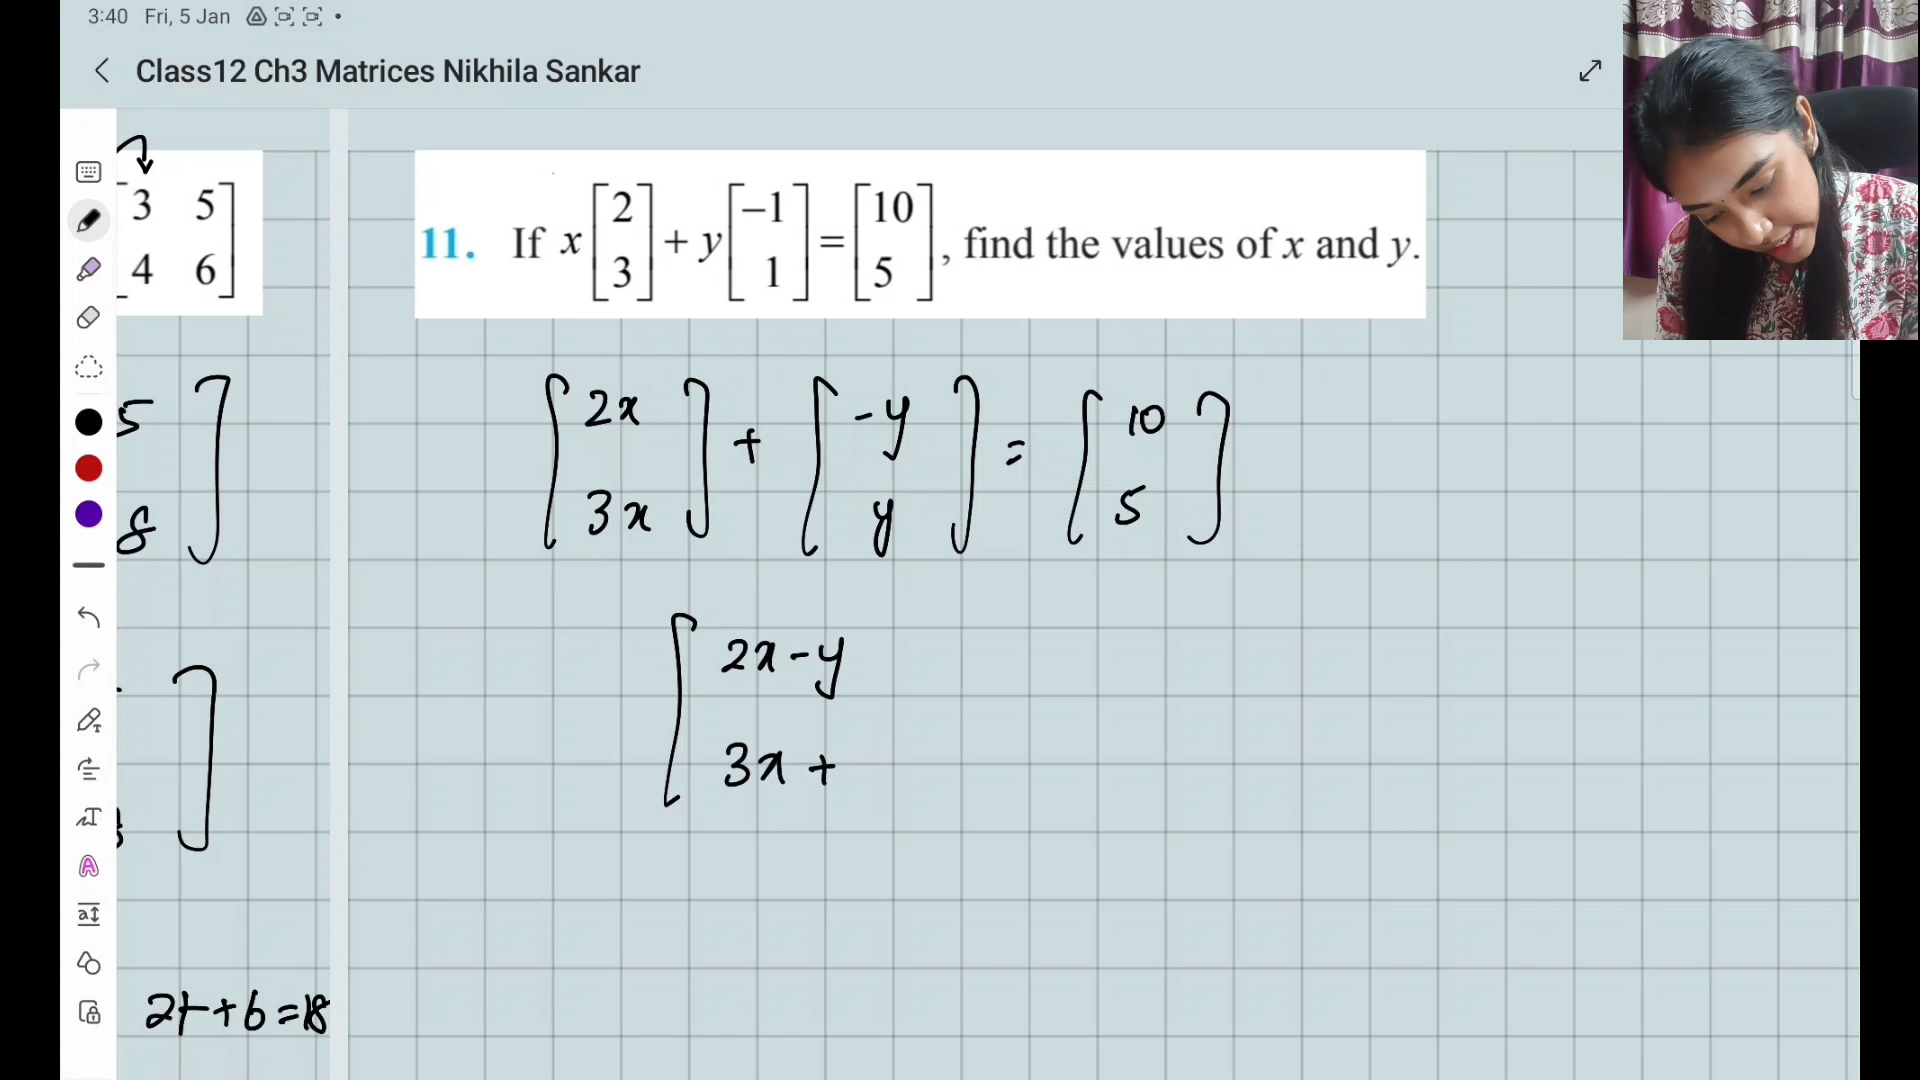 3:40 Fri, 5 Jan
Class12 Ch3 Matrices Nikhila Sankar
3 5
4 6
11. If x [2 3] + y [-1 1] = [10 5], find the values of x and y.
5
8
[2x 3x] + [-y y] = [10 5]
[2x-y
3x +
2t+6=18